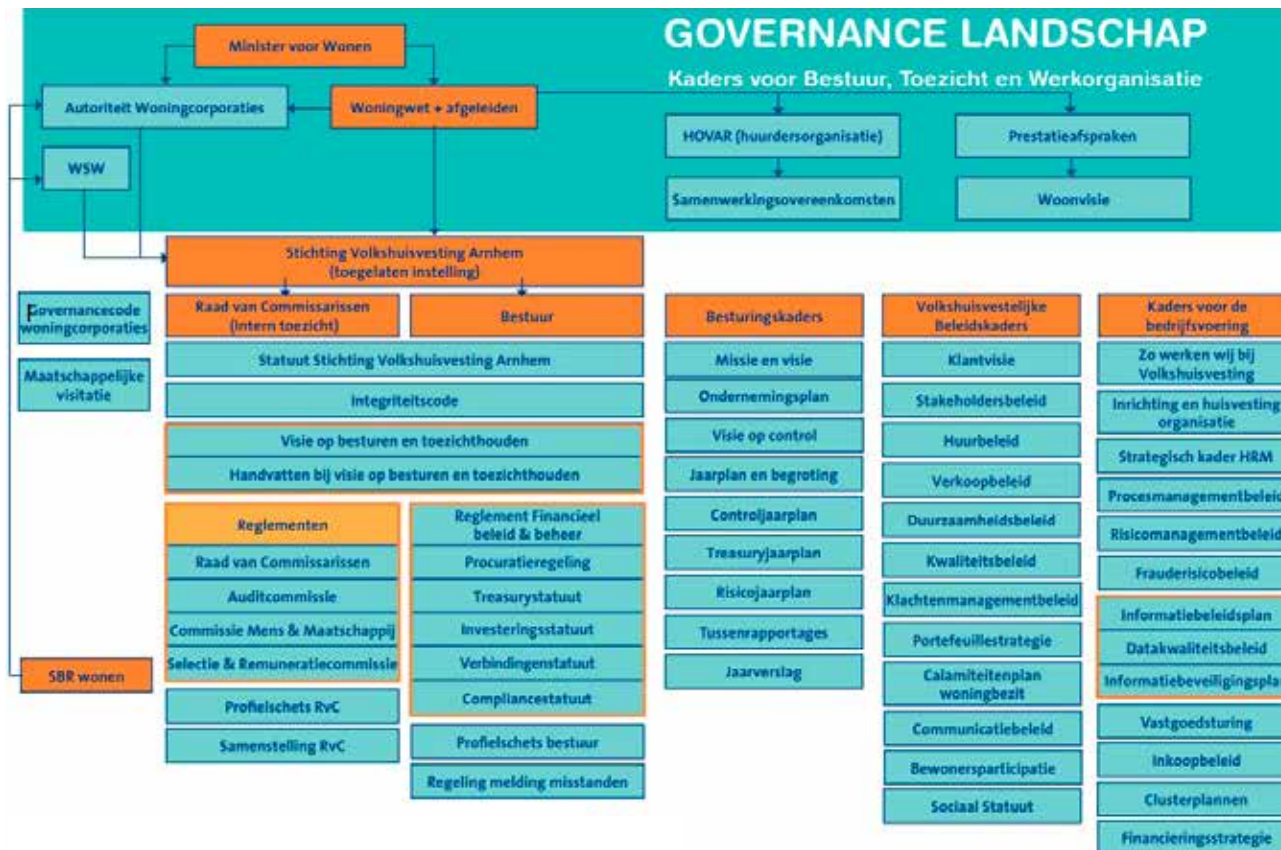 GOVERNANCE LANDSCHAP
Kaders voor Bestuur, Toezicht en Werkorganisatie
Minister voor Wonen
Autoriteit Woningcorporaties
Woningwet + afgeleiden
WSW
HOVAR (huurdersorganisatie)
Prestatieafspraken
Samenwerkingsovereenkomsten
Woonvisie
Stichting Volkshuisvesting Arnhem
(toegelaten instelling)
Governancecode
woningcorporaties
Maatschappelijke
visitatie
SBR wonen
Raad van Commissarissen
(Intern toezicht)
Bestuur
Statuut Stichting Volkshuisvesting Arnhem
Integriteitscode
Visie op besturen en toezichthouden
Handvatten bij visie op besturen en toezichthouden
Reglementen
Raad van Commissarissen
Auditcommissie
Commissie Mens & Maatschappij
Selectie & Remuneratiecommissie
Profielschets RvC
Samenstelling RvC
Reglement Financieel
beleid & beheer
Procuratieregeling
Treasurystatuut
Investeringsstatuut
Verbindingenstatuut
Compliancestatuut
Profielschets bestuur
Regeling melding misstanden
Besturingskaders
Missie en visie
Ondernemingsplan
Visie op control
Jaarplan en begroting
Controljaarplan
Treasuryjaarplan
Risicojaarplan
Tussenrapportages
Jaarverslag
Volkshuisvestelijke
Beleidskaders
Klantvisie
Stakeholdersbeleid
Huurbeleid
Verkoopbeleid
Duurzaamheidsbeleid
Kwaliteitsbeleid
Klachtenmanagementbeleid
Portefeuillestrategie
Calamiteitenplan
woningbezit
Communicatiebeleid
Bewonersparticipatie
Sociaal Statuut
Kaders voor de
bedrijfsvoering
Zo werken wij bij
Volkshuisvesting
Inrichting en huisvesting
organisatie
Strategisch kader HRM
Procesmanagementbeleid
Risicomanagementbeleid
Frauderisicobeleid
Informatiebeleidsplan
Datakwaliteitsbeleid
Informatiebeveiligingsplan
Vastgoedsturing
Inkoopbeleid
Clusterplannen
Financieringsstrategie